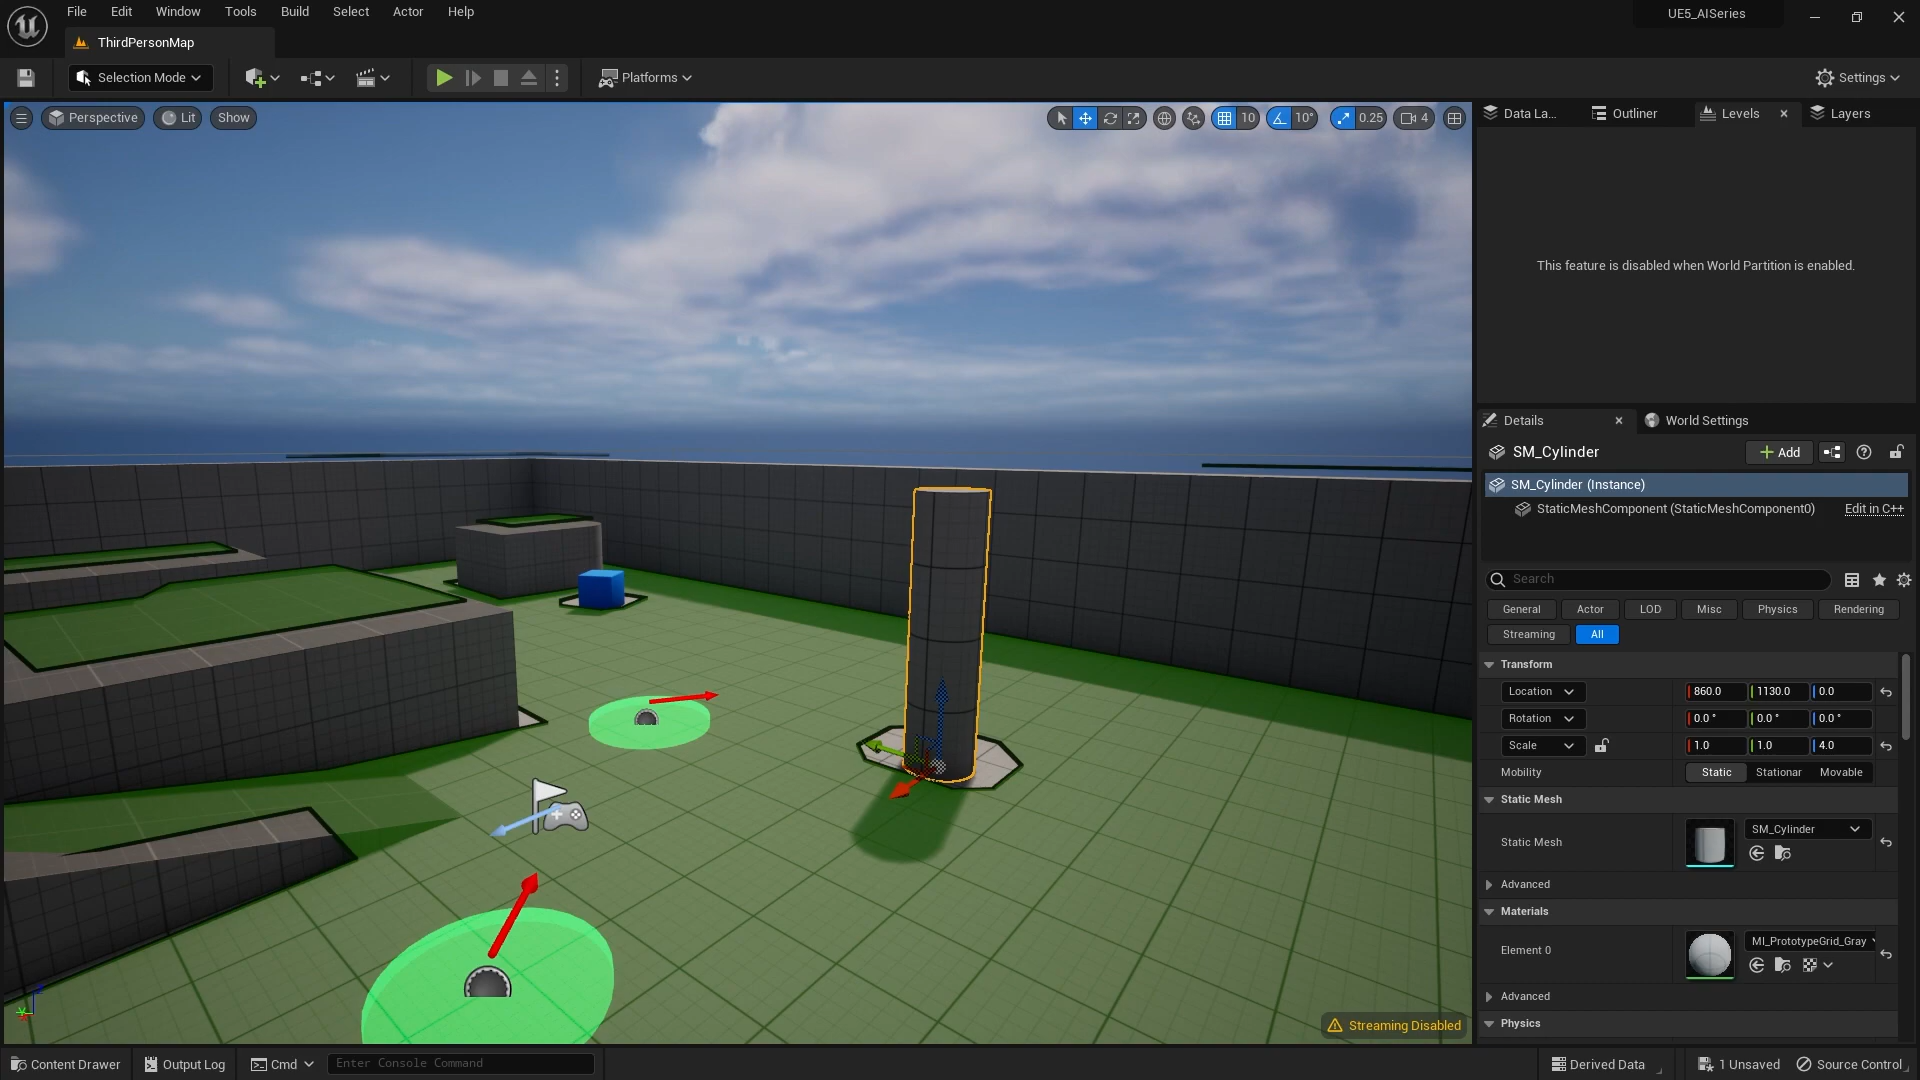 File Edit Window Tools Build Select Actor Help
UE5_AISeries
ThirdPersonMap
Selection Mode
Platforms
Settings
Perspective Lit Show
10 10° 0.25 4
Data La... Outliner Levels Layers
This feature is disabled when World Partition is enabled.
Details World Settings
SM_Cylinder
Add
SM_Cylinder (Instance)
StaticMeshComponent (StaticMeshComponent0) Edit in C++
Search
General Actor LOD Misc Physics Rendering
Streaming All
Transform
Location 860.0 1130.0 0.0
Rotation 0.0 ° 0.0 ° 0.0 °
Scale 1.0 1.0 4.0
Mobility Static Stationar Movable
Static Mesh
Static Mesh SM_Cylinder
Advanced
Materials
Element 0 MI_PrototypeGrid_Gray
Advanced
Physics
Streaming Disabled
Content Drawer Output Log Cmd Enter Console Command Derived Data 1 Unsaved Source Control